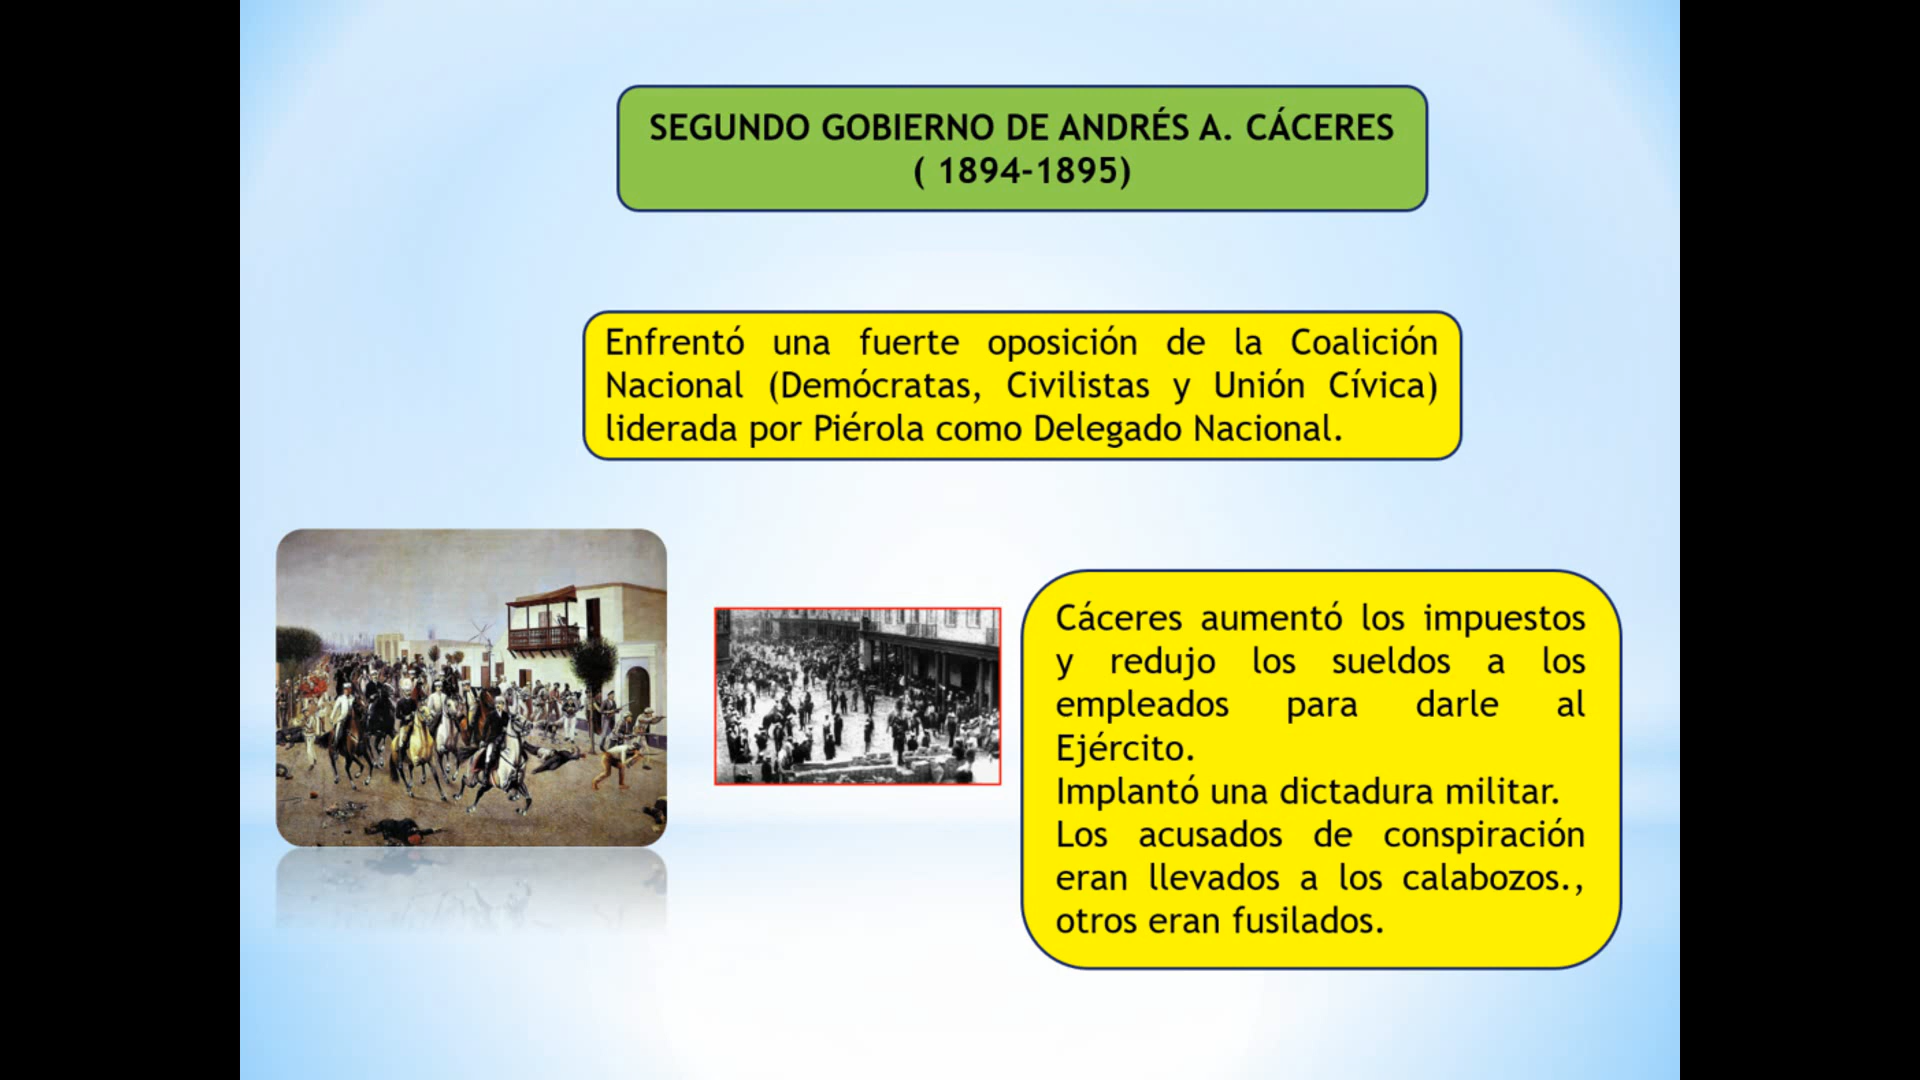 SEGUNDO GOBIERNO DE ANDRÉS A. CÁCERES
( 1894-1895)
Enfrentó una fuerte oposición de la Coalición
Nacional (Demócratas, Civilistas y Unión Cívica)
liderada por Piérola como Delegado Nacional.
Cáceres aumentó los impuestos
y redujo los sueldos a los
empleados para darle al
Ejército.
Implantó una dictadura militar.
Los acusados de conspiración
eran llevados a los calabozos.,
otros eran fusilados.